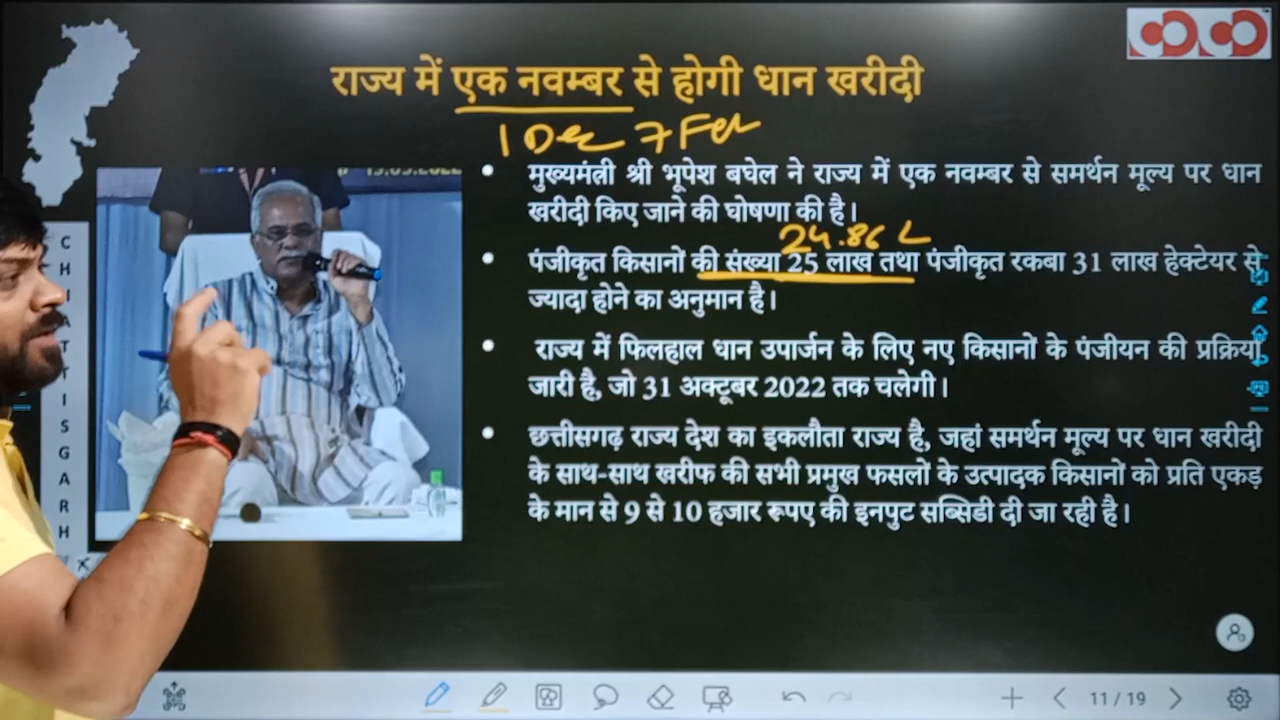 राज्य में एक नवम्बर से होगी धान खरीदी
1 Dec 7 Feb
मुख्यमंत्री श्री भूपेश बघेल ने राज्य में एक नवम्बर से समर्थन मूल्य पर धान
खरीदी किए जाने की घोषणा की है।
24.86 L
पंजीकृत किसानों की संख्या 25 लाख तथा पंजीकृत रकबा 31 लाख हेक्टेयर से
ज्यादा होने का अनुमान है।
राज्य में फिलहाल धान उपार्जन के लिए नए किसानों के पंजीयन की प्रक्रिया
जारी है, जो 31 अक्टूबर 2022 तक चलेगी।
छत्तीसगढ़ राज्य देश का इकलौता राज्य है, जहां समर्थन मूल्य पर धान खरीदी
के साथ-साथ खरीफ की सभी प्रमुख फसलों के उत्पादक किसानों को प्रति एकड़
के मान से 9 से 10 हजार रूपए की इनपुट सब्सिडी दी जा रही है।
11 / 19